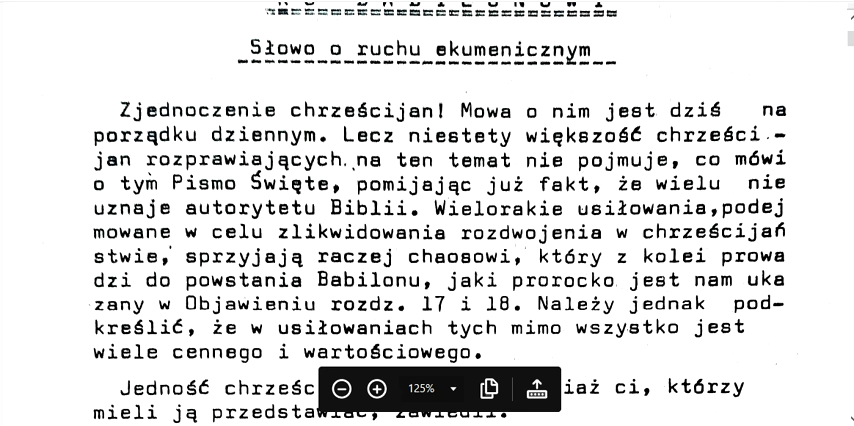 Słowo o ruchu ekumenicznym
Zjednoczenie chrześcijan! Mowa o nim jest dziś na
porządku dziennym. Lecz niestety większość chrześci-
jan rozprawiających na ten temat nie pojmuje, co mówi
o tym Pismo Święte, pomijając już fakt, że wielu nie
uznaje autorytetu Biblii. Wielorakie usiłowania,podej
mowane w celu zlikwidowania rozdwojenia w chrześcijań
stwie, sprzyjają raczej chaosowi, który z kolei prowa
dzi do powstania Babilonu, jaki prorocko jest nam uka
zany w Objawieniu rozdz. 17 i 18. Należy jednak pod-
kreślić, że w usiłowaniach tych mimo wszystko jest
wiele cennego i wartościowego.
Jedność ci, którzy
mieli ją
125%